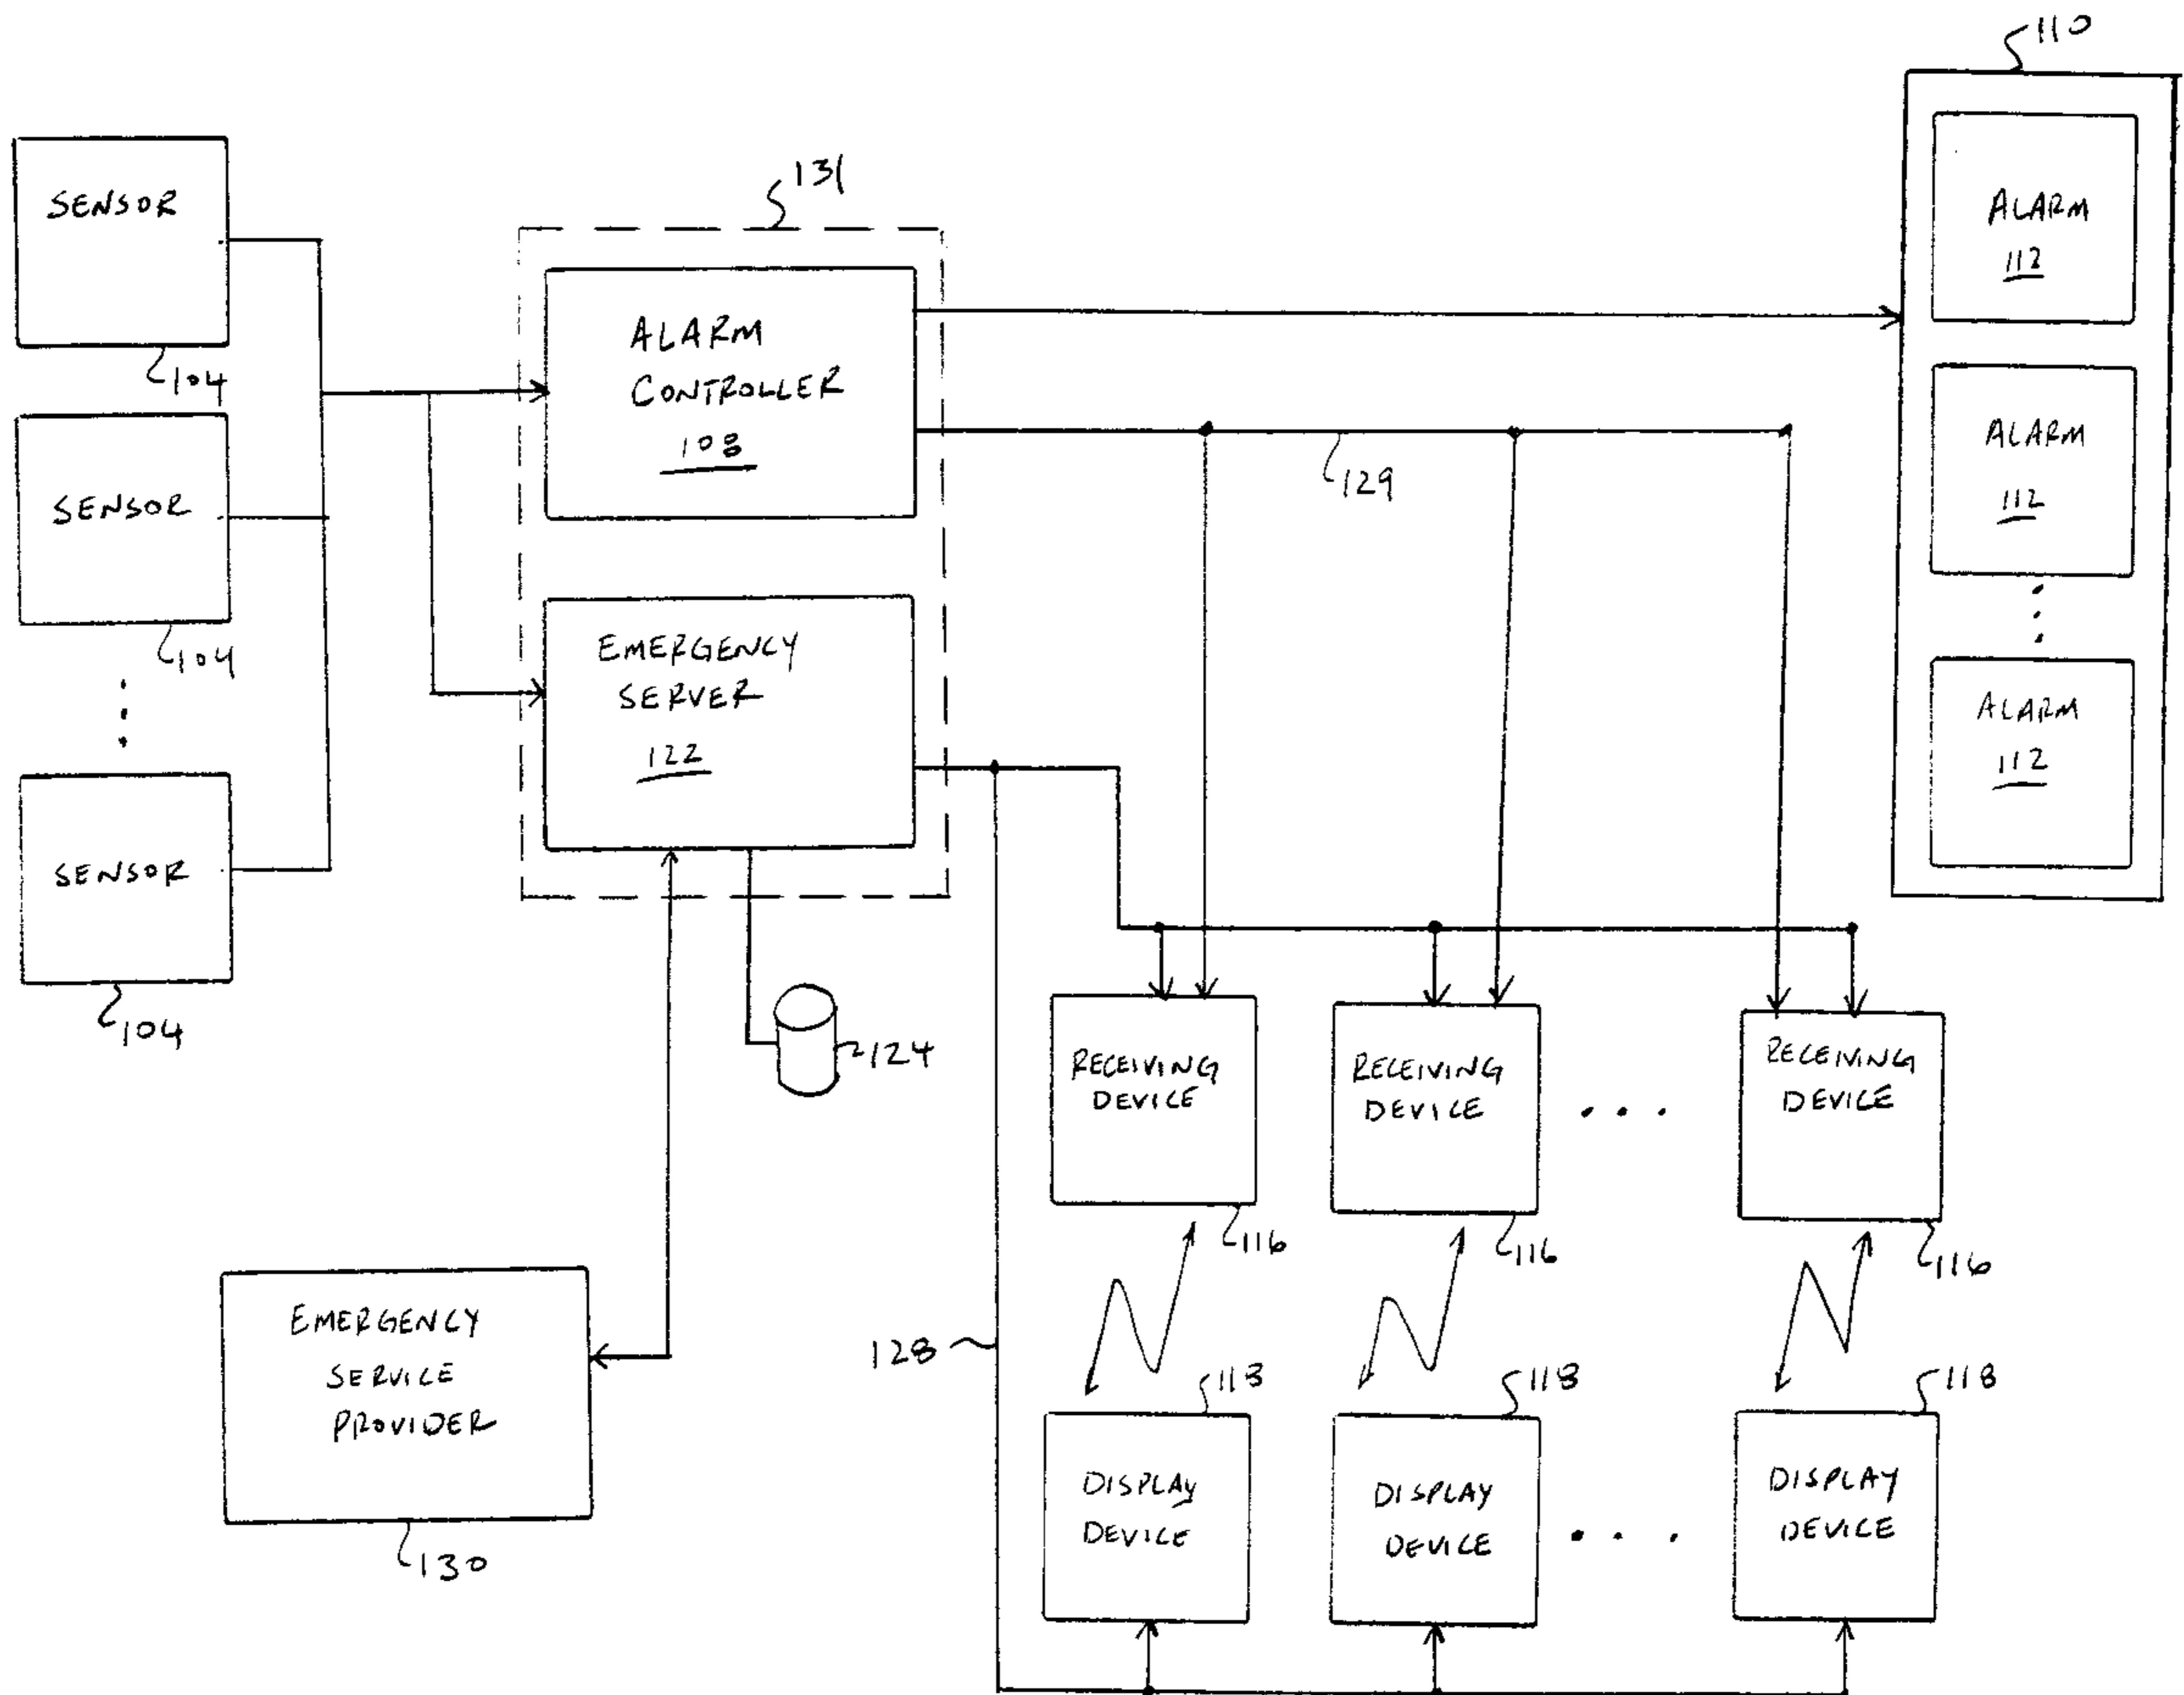 110
SENSOR
104
SENSOR
104
SENSOR
104
131
ALARM
CONTROLLER
108
129
EMERGENCY
SERVER
122
124
ALARM
112
ALARM
112
ALARM
112
RECEIVING
DEVICE
116
RECEIVING
DEVICE
116
RECEIVING
DEVICE
116
EMERGENCY
SERVICE
PROVIDER
130
128
118
DISPLAY
DEVICE
118
DISPLAY
DEVICE
118
DISPLAY
DEVICE